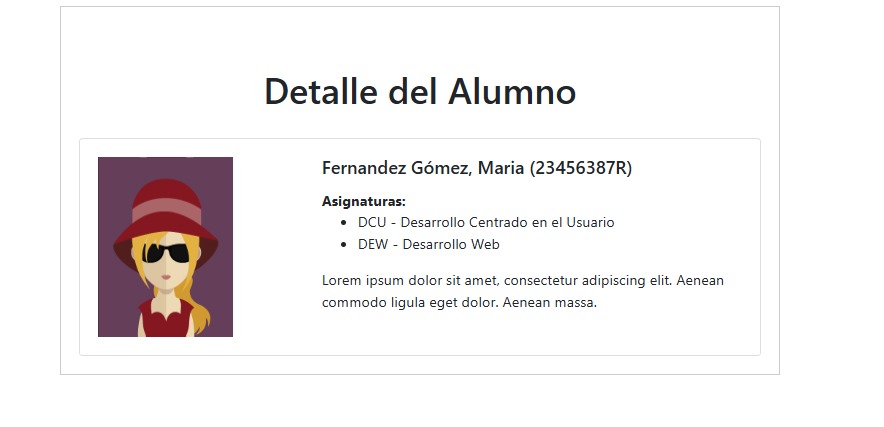 Detalle del Alumno
Fernandez Gómez, Maria (23456387R)
Asignaturas:
• DCU - Desarrollo Centrado en el Usuario
• DEW - Desarrollo Web
Lorem ipsum dolor sit amet, consectetur adipiscing elit. Aenean
commodo ligula eget dolor. Aenean massa.